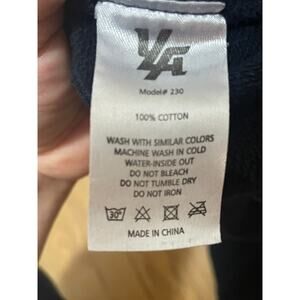 YLA
Model# 230
100% COTTON
WASH WITH SIMILAR COLORS
MACHINE WASH IN COLD
WATER-INSIDE OUT
DO NOT BLEACH
DO NOT TUMBLE DRY
DO NOT IRON
30°
MADE IN CHINA